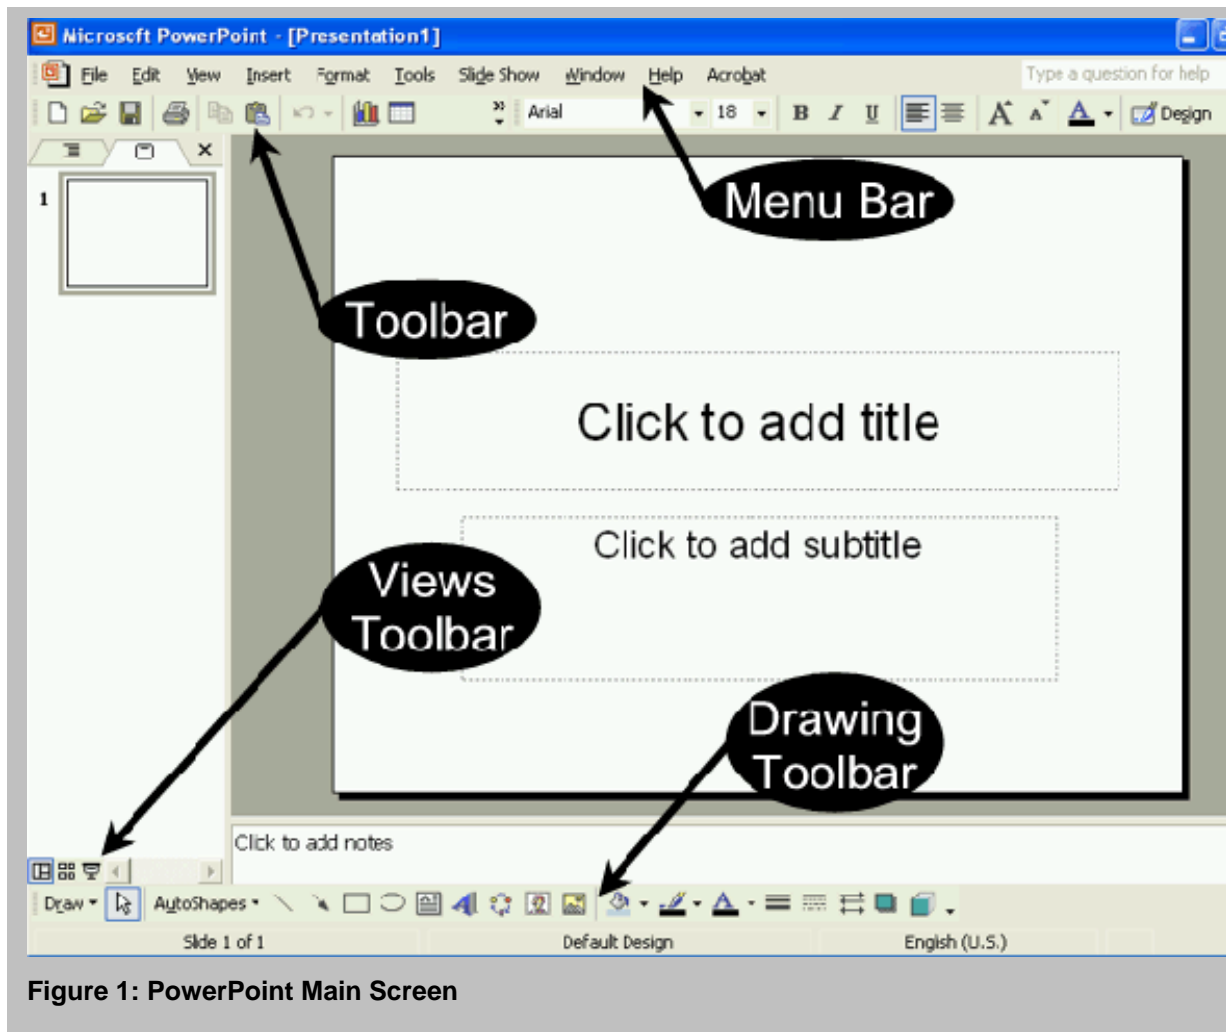 Microsoft PowerPoint - [Presentation1]
File Edit View Insert Format Tools Slide Show Window Help Acrobat Type a question for help
Arial 18 B I U A A A Design
1
Menu Bar
Toolbar
Click to add title
Click to add subtitle
Views
Toolbar
Drawing
Toolbar
Click to add notes
Draw AutoShapes
Slide 1 of 1 Default Design English (U.S.)
Figure 1: PowerPoint Main Screen